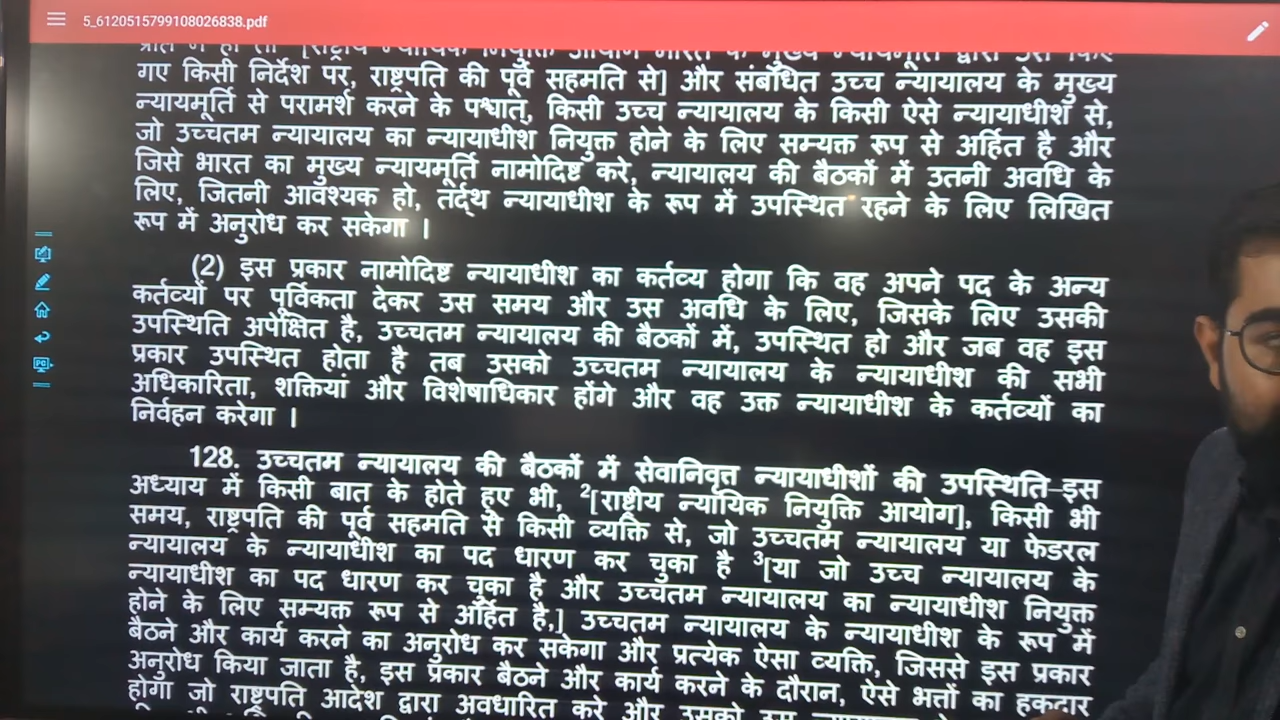 5_6120515799108026838.pdf
गए किसी निर्देश पर, राष्ट्रपति की पूर्व सहमति से] और संबंधित उच्च न्यायालय के मुख्य
न्यायमूर्ति से परामर्श करने के पश्चात्, किसी उच्च न्यायालय के किसी ऐसे न्यायाधीश से,
जो उच्चतम न्यायालय का न्यायाधीश नियुक्त होने के लिए सम्यक्त रूप से अर्हित है और
जिसे भारत का मुख्य न्यायमूर्ति नामोदिष्ट करे, न्यायालय की बैठकों में उतनी अवधि के
लिए, जितनी आवश्यक हो, तदर्थ न्यायाधीश के रूप में उपस्थित रहने के लिए लिखित
रूप में अनुरोध कर सकेगा ।
(2) इस प्रकार नामोदिष्ट न्यायाधीश का कर्तव्य होगा कि वह अपने पद के अन्य
कर्तव्यों पर पूर्विकता देकर उस समय और उस अवधि के लिए, जिसके लिए उसकी
उपस्थिति अपेक्षित है, उच्चतम न्यायालय की बैठकों में, उपस्थित हो और जब वह इस
प्रकार उपस्थित होता है तब उसको उच्चतम न्यायालय के न्यायाधीश की सभी
अधिकारिता, शक्तियां और विशेषाधिकार होंगे और वह उक्त न्यायाधीश के कर्तव्यों का
निर्वहन करेगा ।
128. उच्चतम न्यायालय की बैठकों में सेवानिवृत्त न्यायाधीशों की उपस्थिति–इस
अध्याय में किसी बात के होते हुए भी, 2[राष्ट्रीय न्यायिक नियुक्ति आयोग], किसी भी
समय, राष्ट्रपति की पूर्व सहमति से किसी व्यक्ति से, जो उच्चतम न्यायालय या फेडरल
न्यायालय के न्यायाधीश का पद धारण कर चुका है 3[या जो उच्च न्यायालय के
न्यायाधीश का पद धारण कर चुका है और उच्चतम न्यायालय का न्यायाधीश नियुक्त
होने के लिए सम्यक्त रूप से अर्हित है,] उच्चतम न्यायालय के न्यायाधीश के रूप में
बैठने और कार्य करने का अनुरोध कर सकेगा और प्रत्येक ऐसा व्यक्ति, जिससे इस प्रकार
अनुरोध किया जाता है, इस प्रकार बैठने और कार्य करने के दौरान, ऐसे भत्तों का हकदार
होगा जो राष्ट्रपति आदेश द्वारा अवधारित करे और उसको